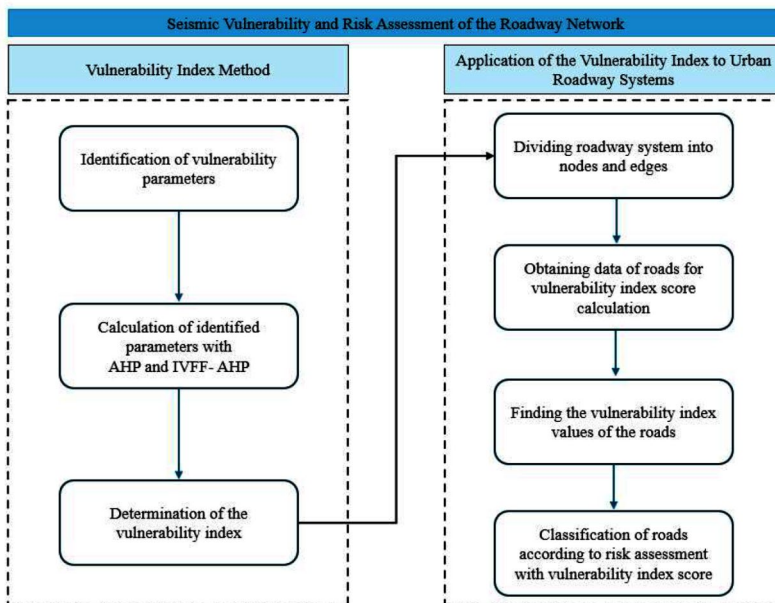 Seismic Vulnerability and Risk Assessment of the Roadway Network
Vulnerability Index Method
Identification of vulnerability
parameters
Calculation of identified
parameters with
AHP and IVFF- AHP
Determination of the
vulnerability index
Application of the Vulnerability Index to Urban
Roadway Systems
Dividing roadway system into
nodes and edges
Obtaining data of roads for
vulnerability index score
calculation
Finding the vulnerability index
values of the roads
Classification of roads
according to risk assessment
with vulnerability index score